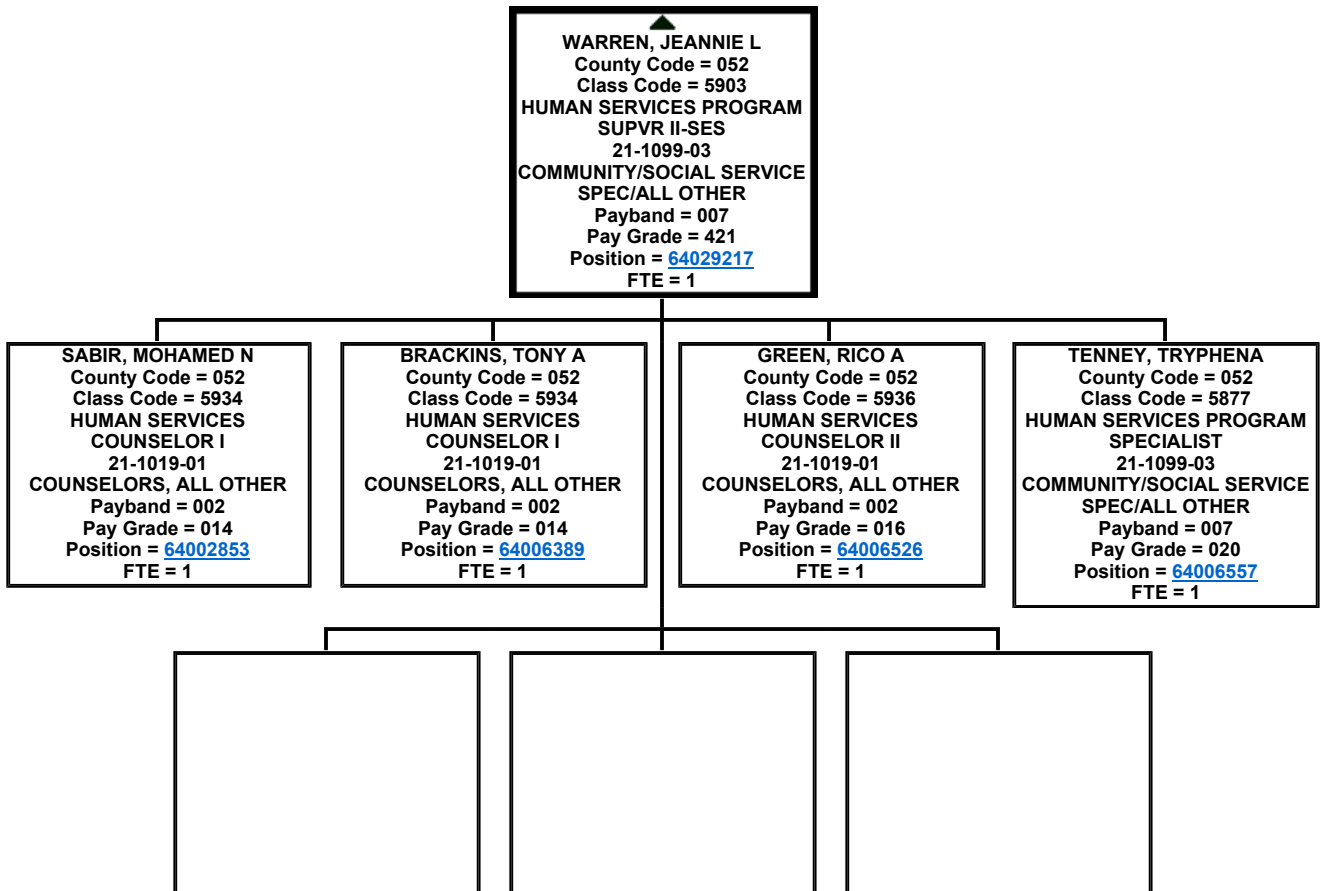 WARREN, JEANNIE L
County Code = 052
Class Code = 5903
HUMAN SERVICES PROGRAM
SUPVR II-SES
21-1099-03
COMMUNITY/SOCIAL SERVICE
SPEC/ALL OTHER
Payband = 007
Pay Grade = 421
Position = 64029217
FTE = 1
SABIR, MOHAMED N
County Code = 052
Class Code = 5934
HUMAN SERVICES
COUNSELOR I
21-1019-01
COUNSELORS, ALL OTHER
Payband = 002
Pay Grade = 014
Position = 64002853
FTE = 1
BRACKINS, TONY A
County Code = 052
Class Code = 5934
HUMAN SERVICES
COUNSELOR I
21-1019-01
COUNSELORS, ALL OTHER
Payband = 002
Pay Grade = 014
Position = 64006389
FTE = 1
GREEN, RICO A
County Code = 052
Class Code = 5936
HUMAN SERVICES
COUNSELOR II
21-1019-01
COUNSELORS, ALL OTHER
Payband = 002
Pay Grade = 016
Position = 64006526
FTE = 1
TENNEY, TRYPHENA
County Code = 052
Class Code = 5877
HUMAN SERVICES PROGRAM
SPECIALIST
21-1099-03
COMMUNITY/SOCIAL SERVICE
SPEC/ALL OTHER
Payband = 007
Pay Grade = 020
Position = 64006557
FTE = 1